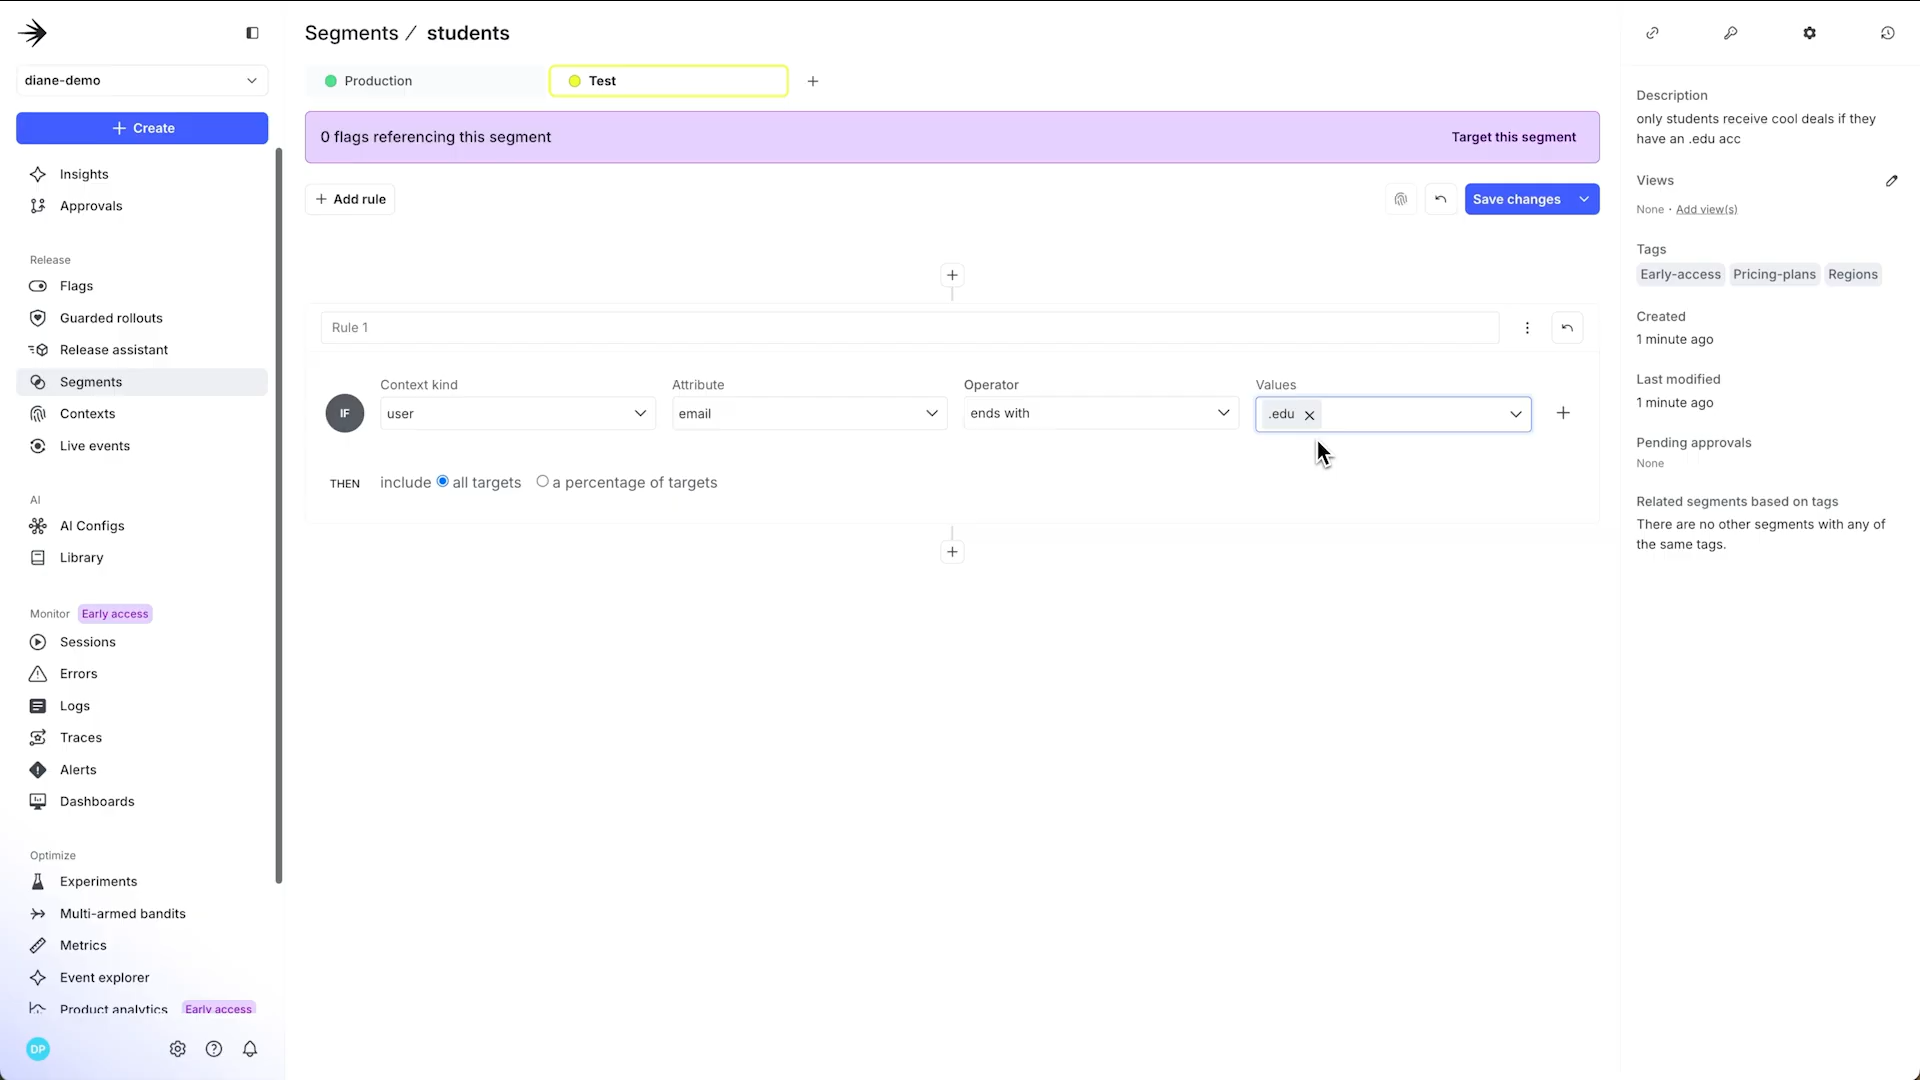 Segments / students
diane-demo
Production
Test
Create
0 flags referencing this segment
Target this segment
Add rule
Save changes
Insights
Approvals
Release
Flags
Guarded rollouts
Release assistant
Segments
Contexts
Live events
AI
AI Configs
Library
Monitor Early access
Sessions
Errors
Logs
Traces
Alerts
Dashboards
Optimize
Experiments
Multi-armed bandits
Metrics
Event explorer
Product analytics Early access
DP
Rule 1
IF
Context kind
user
Attribute
email
Operator
ends with
Values
.edu
THEN include all targets a percentage of targets
Description
only students receive cool deals if they
have an .edu acc
Views
None · Add view(s)
Tags
Early-access Pricing-plans Regions
Created
1 minute ago
Last modified
1 minute ago
Pending approvals
None
Related segments based on tags
There are no other segments with any of
the same tags.